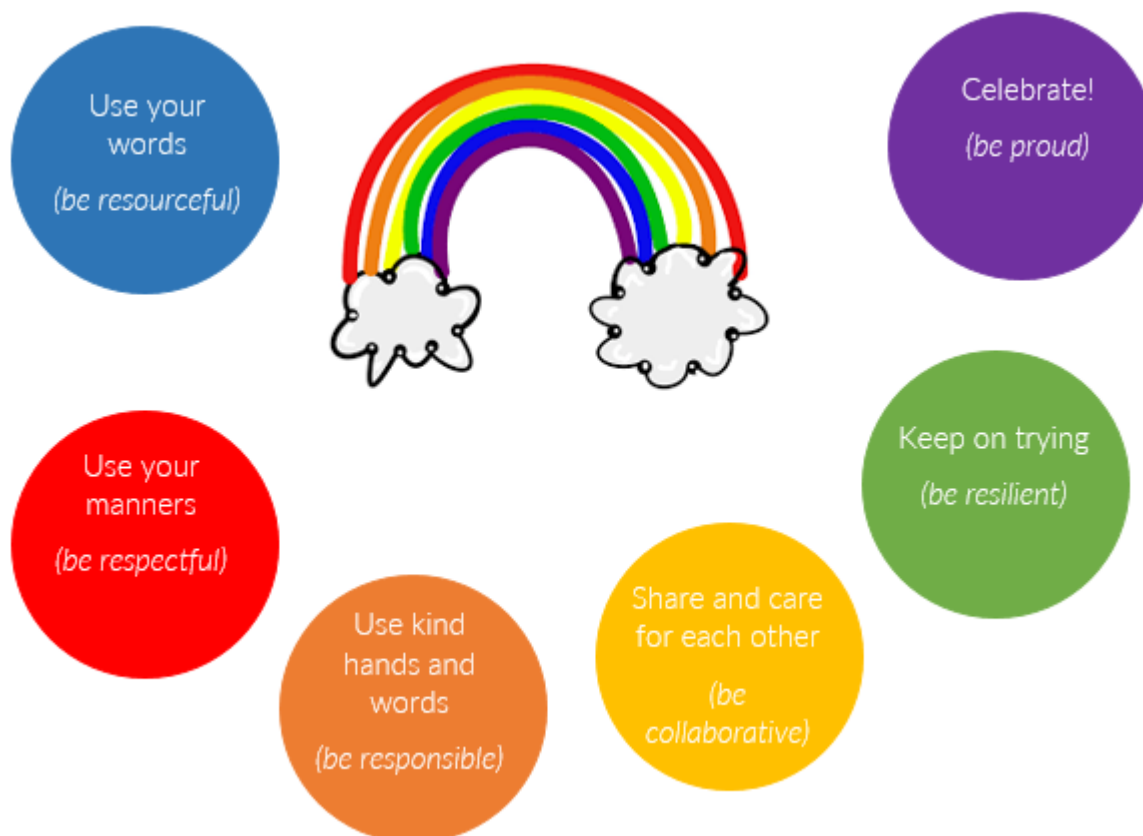 Use your
words
(be resourceful)
Celebrate!
(be proud)
Use your
manners
(be respectful)
Keep on trying
(be resilient)
Use kind
hands and
words
(be responsible)
Share and care
for each other
(be
collaborative)